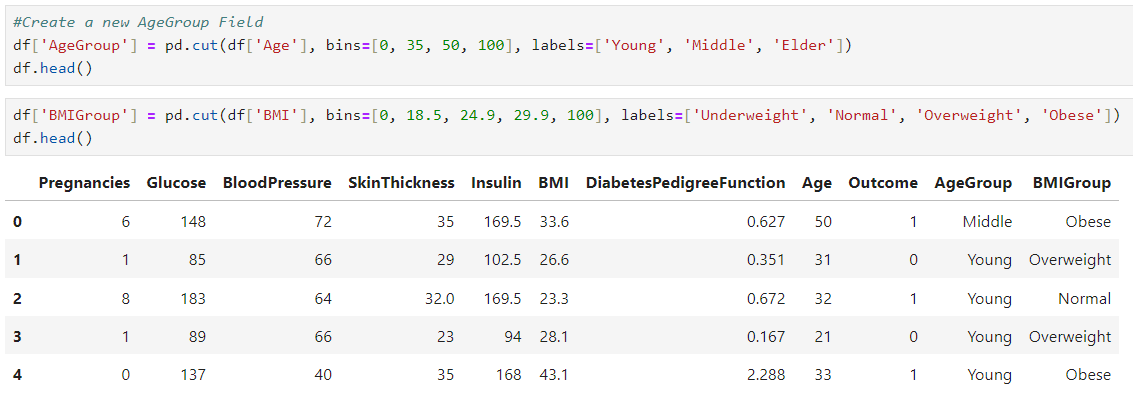 #Create a new AgeGroup Field
df['AgeGroup'] = pd.cut(df['Age'], bins=[0, 35, 50, 100], labels=['Young', 'Middle', 'Elder'])
df.head()
df['BMIGroup'] = pd.cut(df['BMI'], bins=[0, 18.5, 24.9, 29.9, 100], labels=['Underweight', 'Normal', 'Overweight', 'Obese'])
df.head()
Pregnancies Glucose BloodPressure SkinThickness Insulin BMI DiabetesPedigreeFunction Age Outcome AgeGroup BMIGroup
0 6 148 72 35 169.5 33.6 0.627 50 1 Middle Obese
1 1 85 66 29 102.5 26.6 0.351 31 0 Young Overweight
2 8 183 64 32.0 169.5 23.3 0.672 32 1 Young Normal
3 1 89 66 23 94 28.1 0.167 21 0 Young Overweight
4 0 137 40 35 168 43.1 2.288 33 1 Young Obese